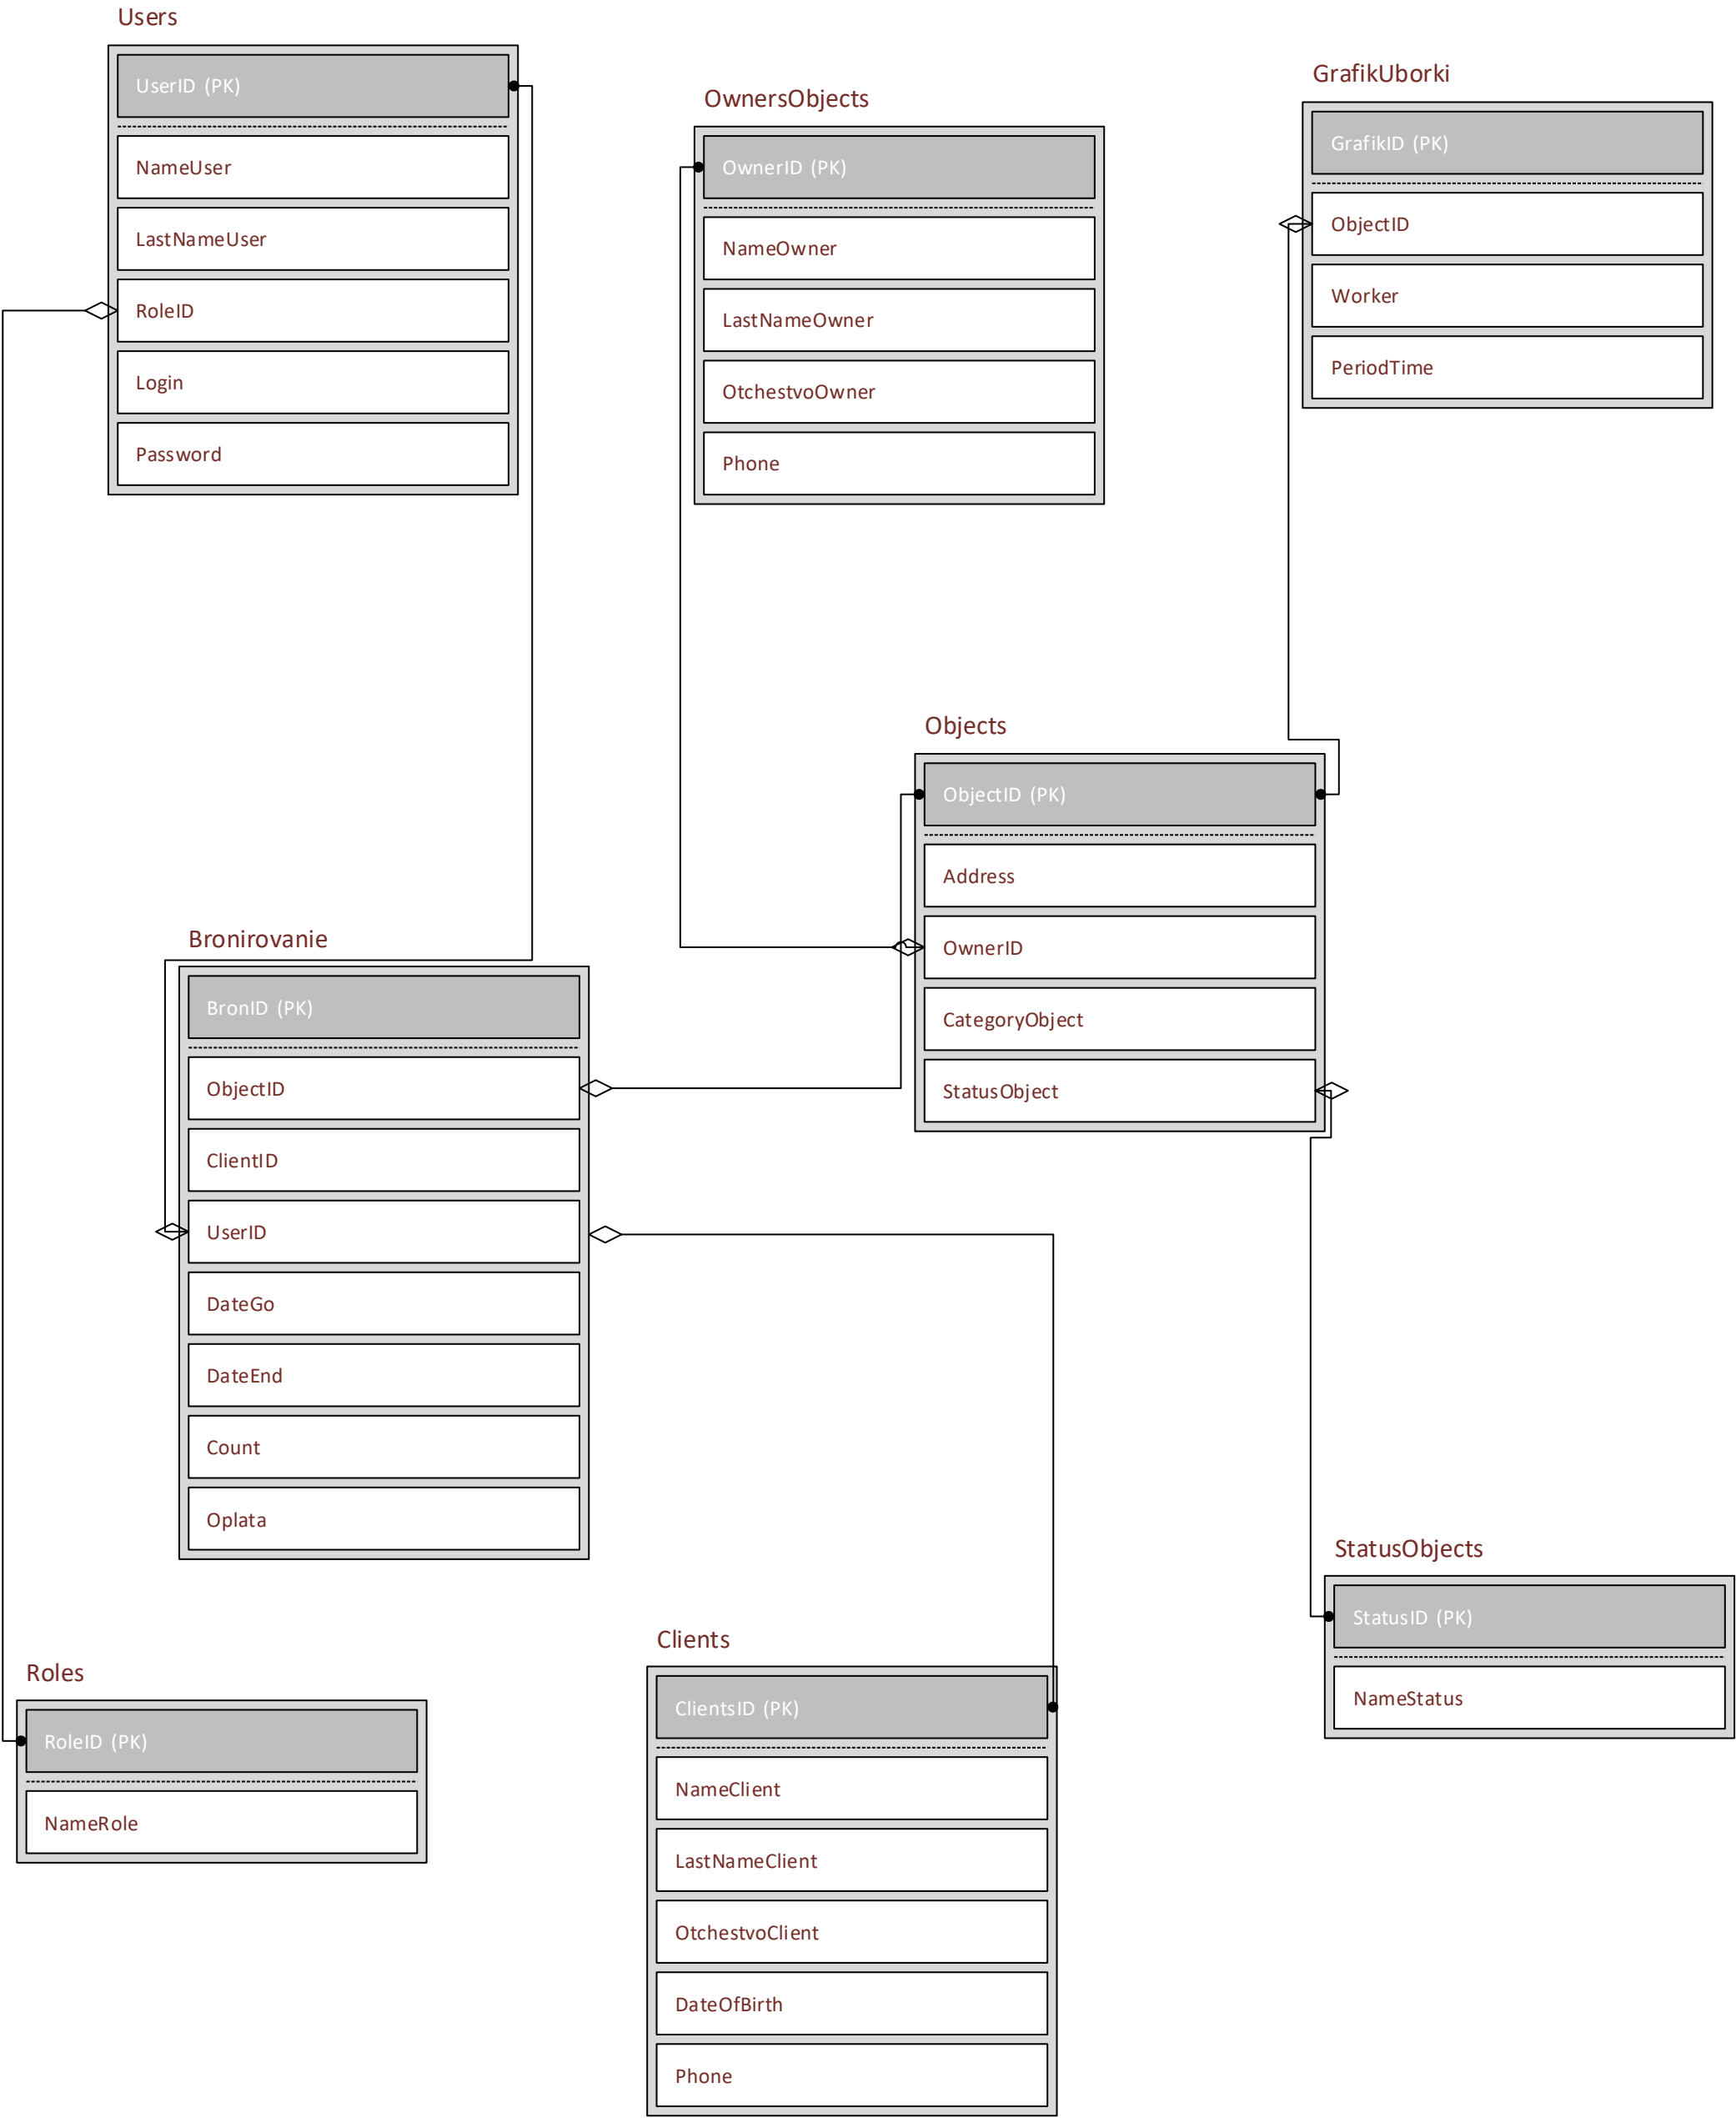 Users
UserID (PK)
NameUser
LastNameUser
RoleID
Login
Password
OwnersObjects
OwnerID (PK)
NameOwner
LastNameOwner
OtchestvoOwner
Phone
GrafikUborki
GrafikID (PK)
ObjectID
Worker
PeriodTime
Objects
ObjectID (PK)
Address
OwnerID
CategoryObject
StatusObject
Bronirovanie
BronID (PK)
ObjectID
ClientID
UserID
DateGo
DateEnd
Count
Oplata
StatusObjects
StatusID (PK)
NameStatus
Clients
ClientsID (PK)
NameClient
LastNameClient
OtchestvoClient
DateOfBirth
Phone
Roles
RoleID (PK)
NameRole